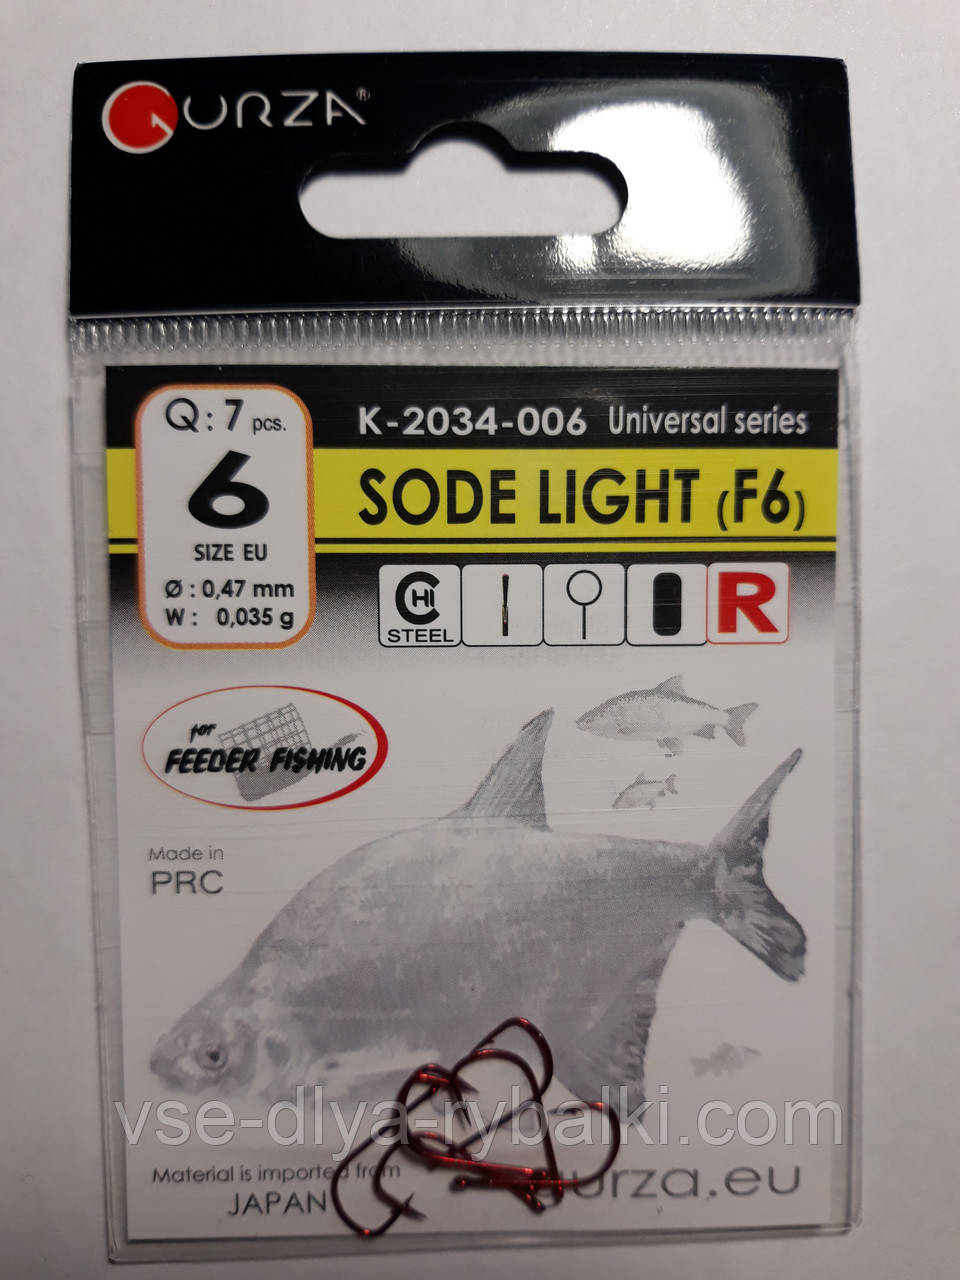 GURZA®
Q: 7 pcs.
6
SIZE EU
Ø : 0,47 mm
W : 0,035 g
K-2034-006 Universal series
SODE LIGHT (F6)
C HI
STEEL
R
for
FEEDER FISHING
Made in
PRC
vse-dlya-rybalki.com
Material is imported from
JAPAN
gurza.eu